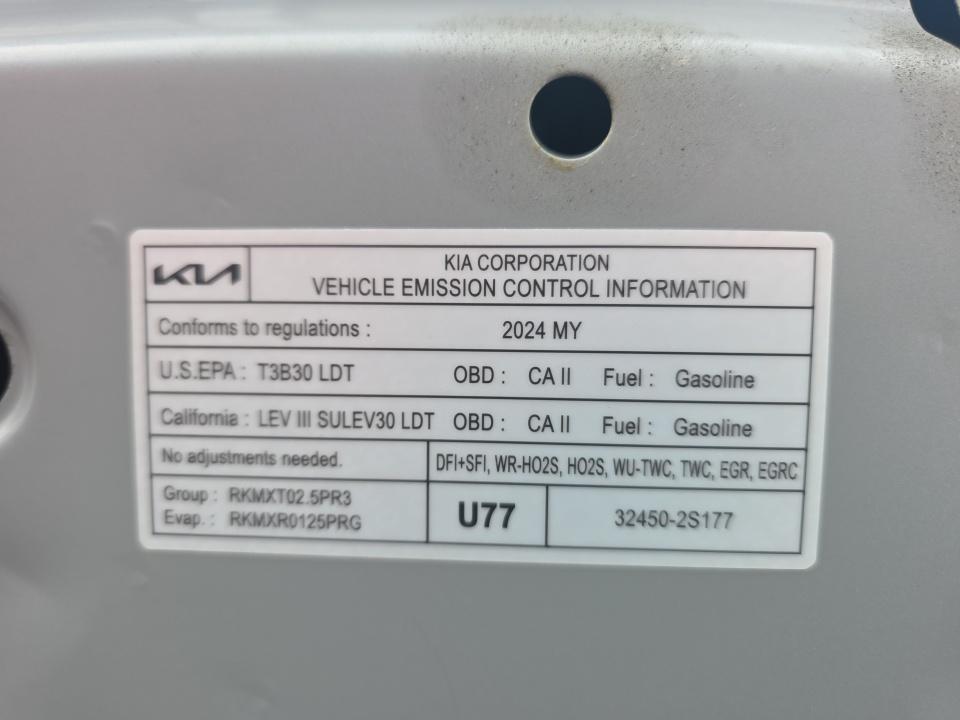 KIA KIA CORPORATION
VEHICLE EMISSION CONTROL INFORMATION
Conforms to regulations : 2024 MY
U.S.EPA : T3B30 LDT OBD : CA II Fuel : Gasoline
California : LEV III SULEV30 LDT OBD : CA II Fuel : Gasoline
No adjustments needed. DFI+SFI, WR-HO2S, HO2S, WU-TWC, TWC, EGR, EGRC
Group : RKMXT02.5PR3
Evap. : RKMXR0125PRG
U77 32450-2S177